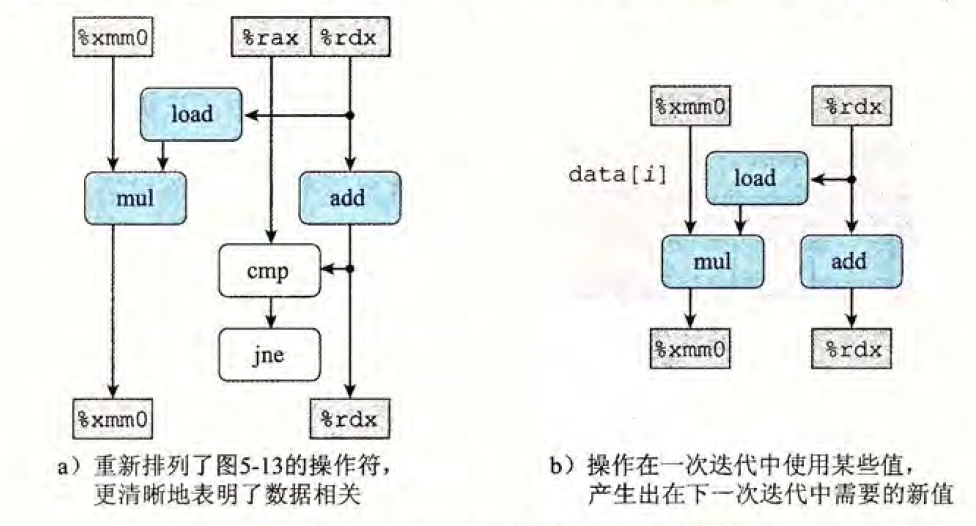 %xmm0 %rax %rdx
load
mul add
cmp
jne
%xmm0 %rdx
a）重新排列了图5-13的操作符，
更清晰地表明了数据相关
%xmm0 %rdx
data[i] load
mul add
%xmm0 %rdx
b）操作在一次迭代中使用某些值，
产生出在下一次迭代中需要的新值